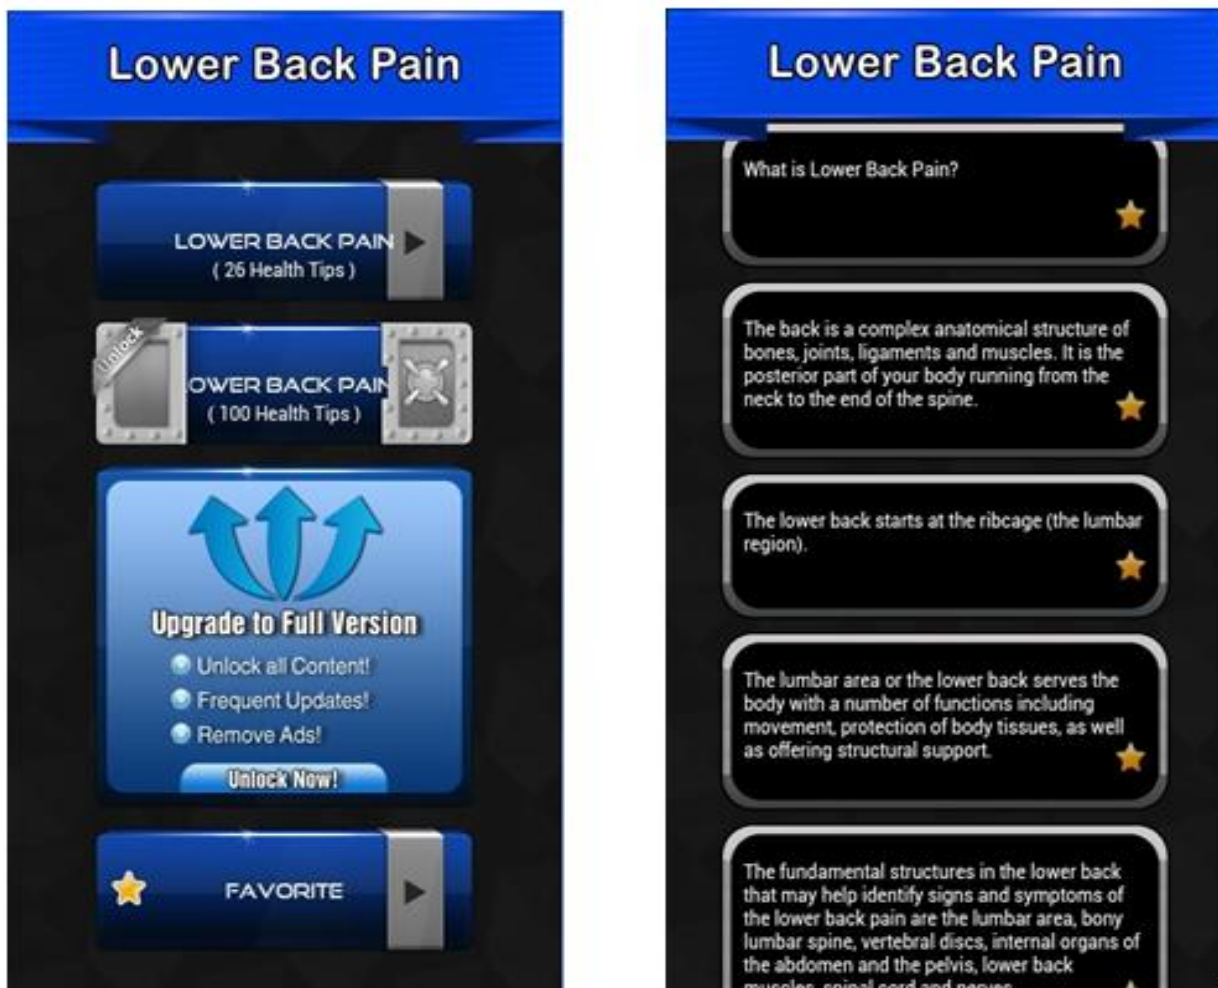 Lower Back Pain
LOWER BACK PAIN
( 26 Health Tips )
Unlock
OWER BACK PAIN
( 100 Health Tips )
Upgrade to Full Version
Unlock all Content!
Frequent Updates!
Remove Ads!
Unlock Now!
FAVORITE
Lower Back Pain
What is Lower Back Pain?
The back is a complex anatomical structure of
bones, joints, ligaments and muscles. It is the
posterior part of your body running from the
neck to the end of the spine.
The lower back starts at the ribcage (the lumbar
region).
The lumbar area or the lower back serves the
body with a number of functions including
movement, protection of body tissues, as well
as offering structural support.
The fundamental structures in the lower back
that may help identify signs and symptoms of
the lower back pain are the lumbar area, bony
lumbar spine, vertebral discs, internal organs of
the abdomen and the pelvis, lower back
muscles, spinal cord and nerves.